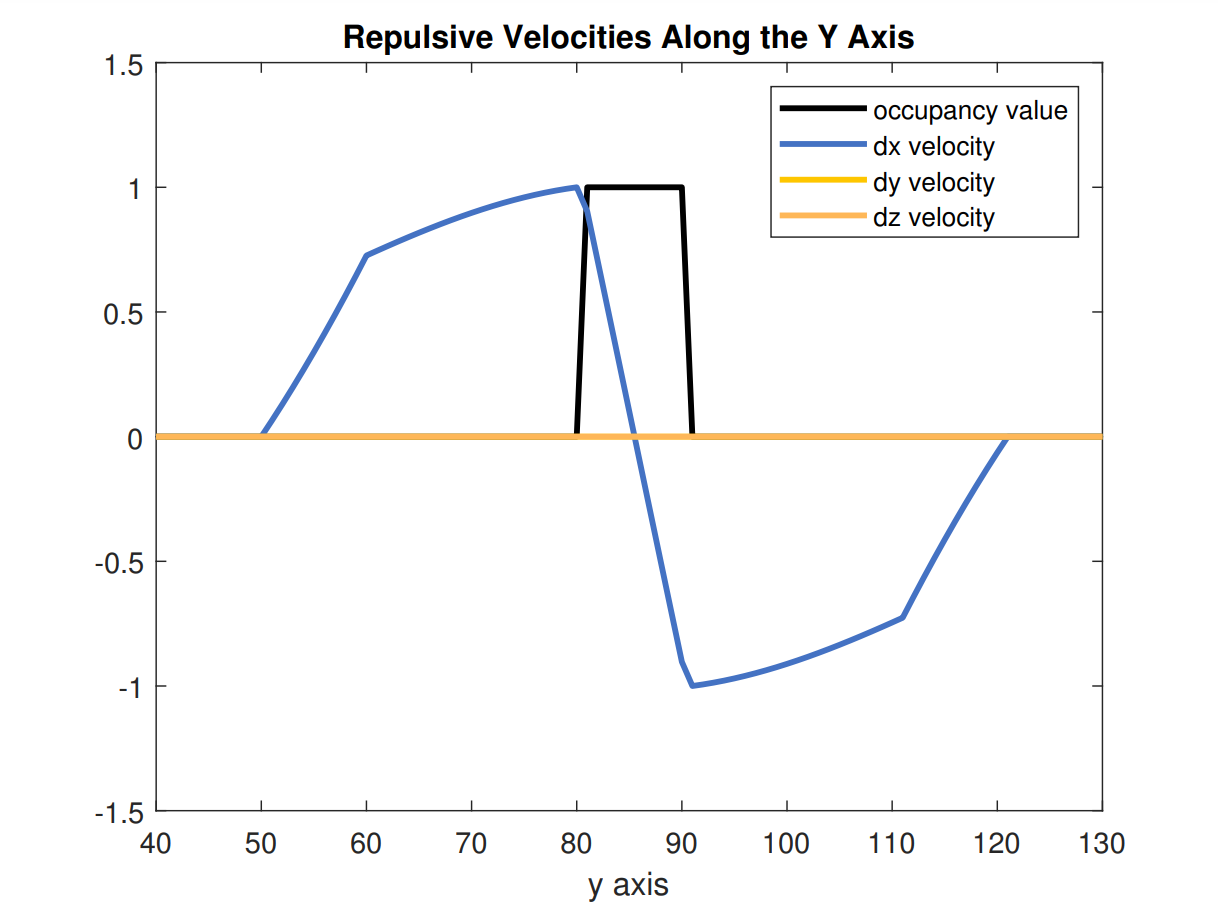 Repulsive Velocities Along the Y Axis
1.5
1
0.5
0
-0.5
-1
-1.5
occupancy value
dx velocity
dy velocity
dz velocity
40 50 60 70 80 90 100 110 120 130
y axis